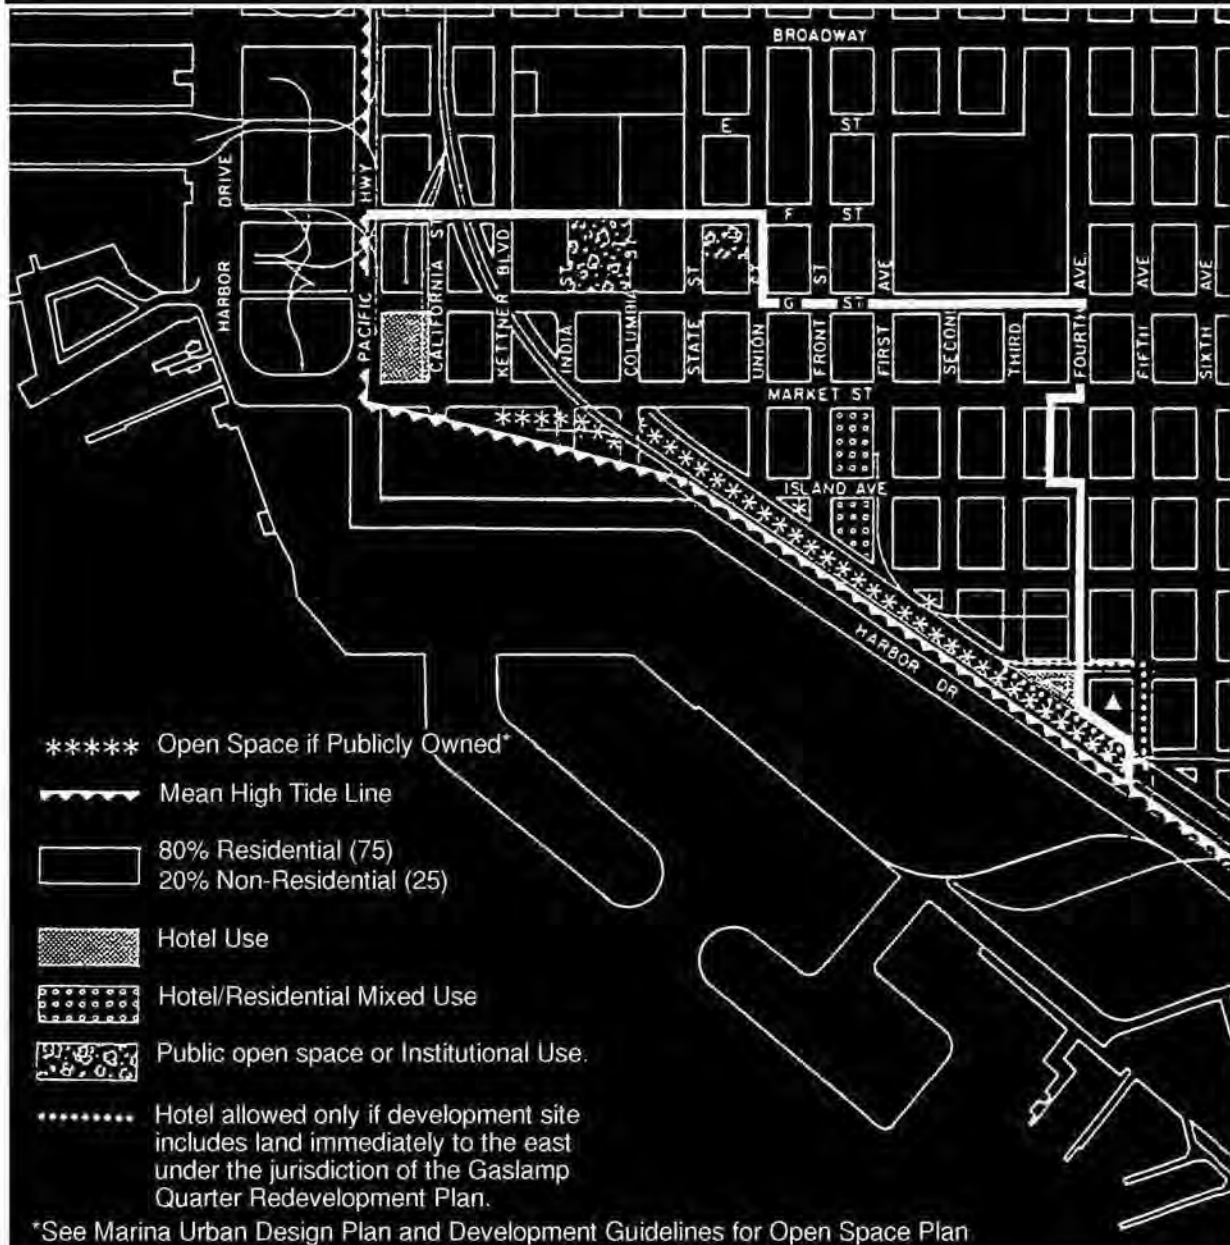 BROADWAY
E ST
HARBOR DRIVE
PACIFIC HWY
F ST
CALIFORNIA ST
KETTNER BLVD
INDIA ST
COLUMBIA ST
STATE ST
UNION ST
FRONT ST
FIRST AVE
SECOND
THIRD
FOURTH AVE.
FIFTH AVE
SIXTH AVE
G ST
MARKET ST
ISLAND AVE
HARBOR DR
***** Open Space if Publicly Owned*
Mean High Tide Line
80% Residential (75)
20% Non-Residential (25)
Hotel Use
Hotel/Residential Mixed Use
Public open space or Institutional Use.
Hotel allowed only if development site
includes land immediately to the east
under the jurisdiction of the Gaslamp
Quarter Redevelopment Plan.
*See Marina Urban Design Plan and Development Guidelines for Open Space Plan